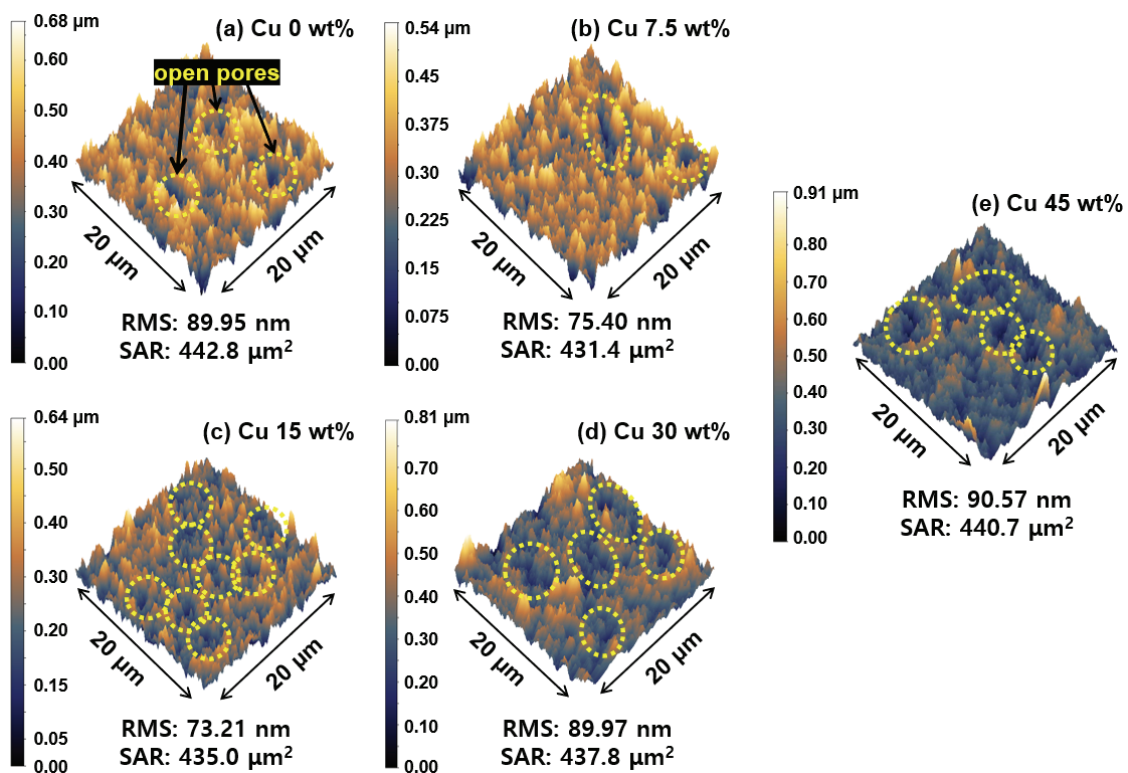 (a) Cu 0 wt%
open pores
0.68 µm
0.60
0.50
0.40
0.30
0.20
0.10
0.00
20 µm
20 µm
RMS: 89.95 nm
SAR: 442.8 µm²
(b) Cu 7.5 wt%
0.54 µm
0.45
0.375
0.30
0.225
0.15
0.075
0.00
20 µm
20 µm
RMS: 75.40 nm
SAR: 431.4 µm²
(c) Cu 15 wt%
0.64 µm
0.50
0.40
0.30
0.20
0.15
0.05
0.00
20 µm
20 µm
RMS: 73.21 nm
SAR: 435.0 µm²
(d) Cu 30 wt%
0.81 µm
0.70
0.60
0.50
0.40
0.30
0.20
0.10
0.00
20 µm
20 µm
RMS: 89.97 nm
SAR: 437.8 µm²
(e) Cu 45 wt%
0.91 µm
0.80
0.70
0.60
0.50
0.40
0.30
0.20
0.10
0.00
20 µm
20 µm
RMS: 90.57 nm
SAR: 440.7 µm²